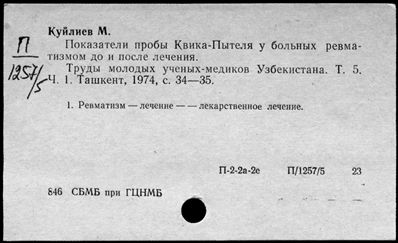 Куйлиев М.
П
1257/5
Показатели пробы Квика-Пытеля у больных ревма-
тизмом до и после лечения.
Труды молодых ученых-медиков Узбекистана. Т. 5.
Ч. 1. Ташкент, 1974, с. 34—35.
1. Ревматизм — лечение — — лекарственное лечение.
П-2-2а-2е П/1257/5 23
846 СБМБ при ГЦНМБ